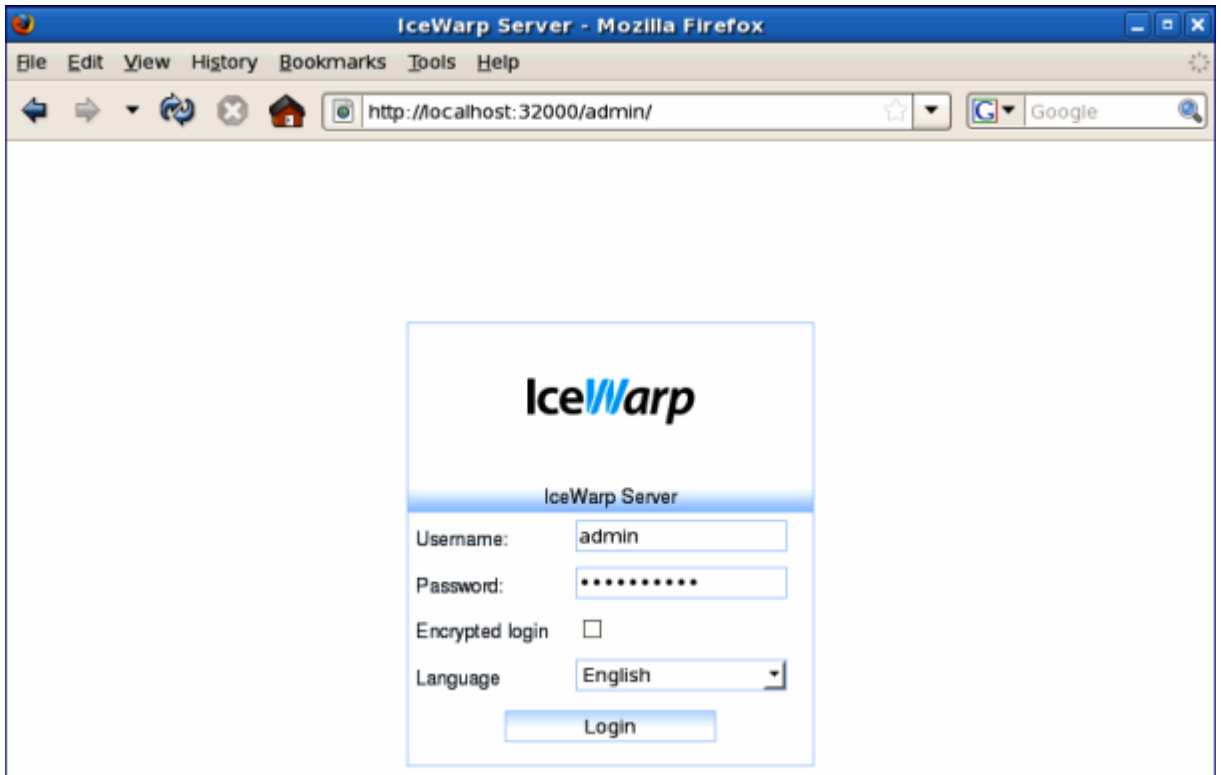 IceWarp Server - Mozilla Firefox
File Edit View History Bookmarks Tools Help
http://localhost:32000/admin/ G Google
IceWarp
IceWarp Server
Username: admin
Password: ••••••••••
Encrypted login
Language English
Login